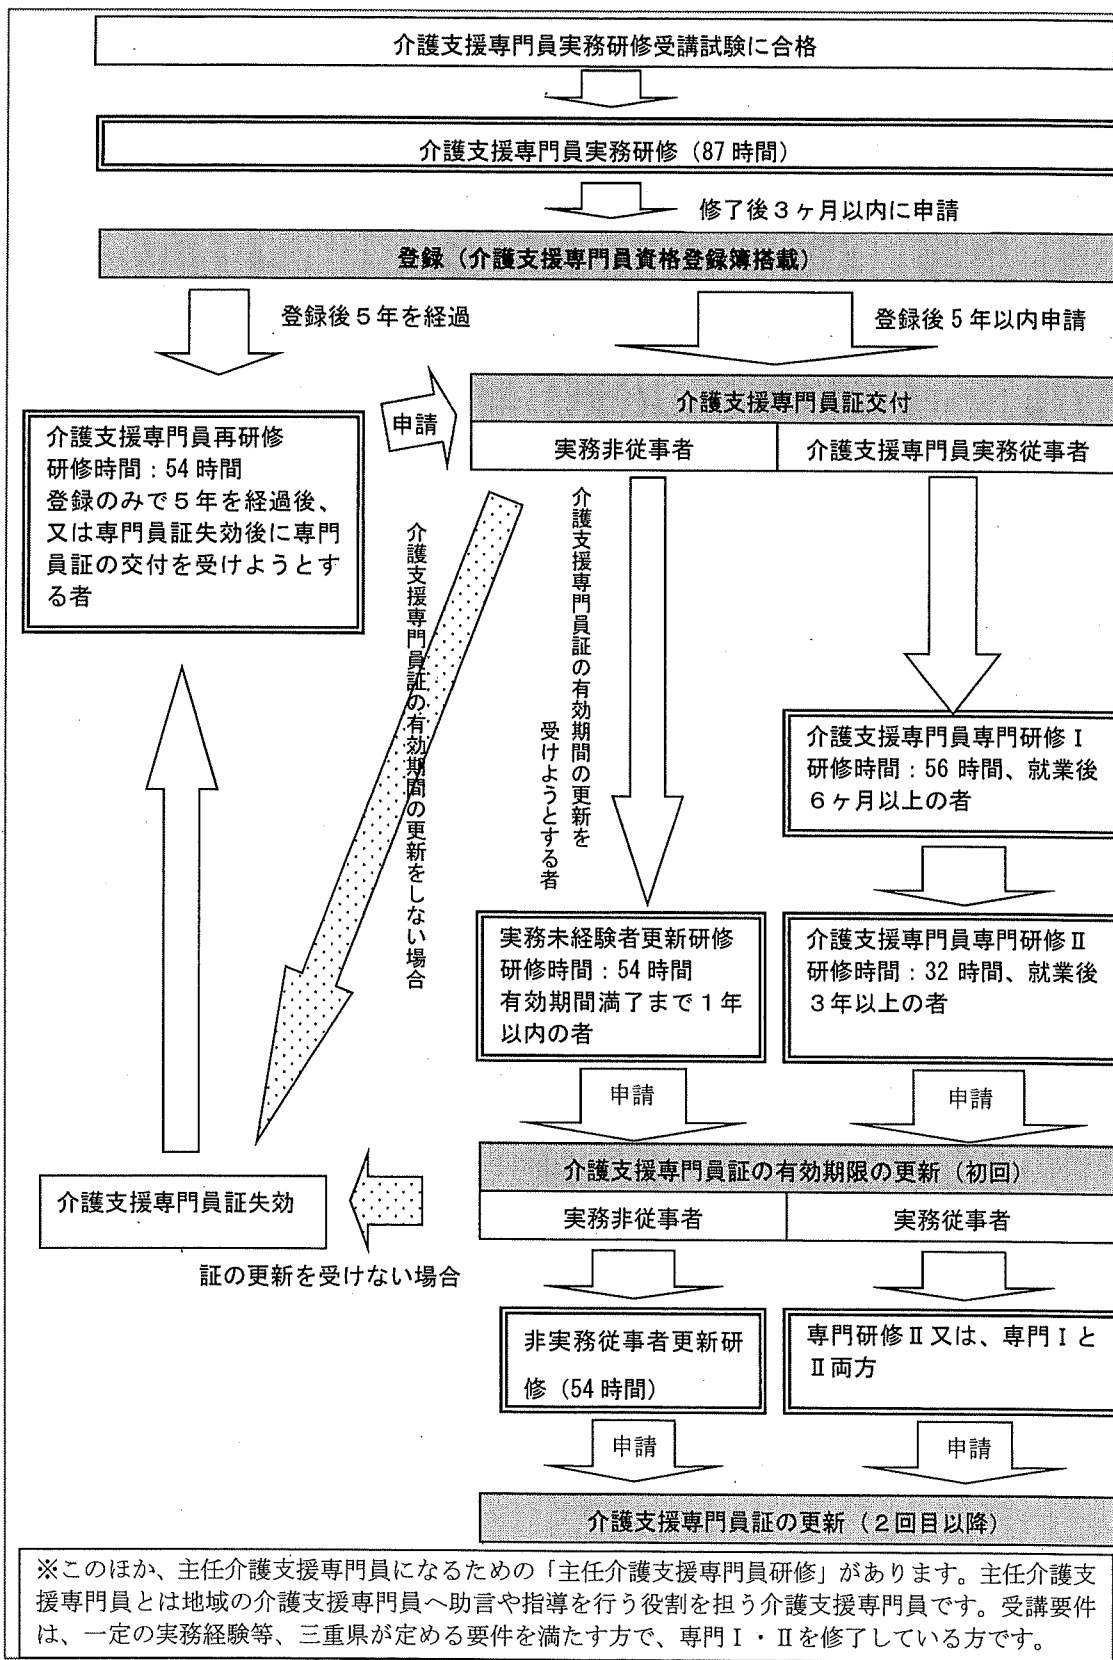 介護支援専門員実務研修受講試験に合格
介護支援専門員実務研修（87時間）
修了後３ヶ月以内に申請
登録（介護支援専門員資格登録簿搭載）
登録後５年を経過
登録後５年以内申請
申請
介護支援専門員証交付
実務非従事者
介護支援専門員実務従事者
介護支援専門員再研修
研修時間：54時間
登録のみで５年を経過後、
又は専門員証失効後に専門
員証の交付を受けようとす
る者
介護支援専門員証の有効期間の更新をしない場合
介護支援専門員証の有効期間の更新を
受けようとする者
介護支援専門員専門研修Ⅰ
研修時間：56時間、就業後
６ヶ月以上の者
実務未経験者更新研修
研修時間：54時間
有効期間満了まで１年
以内の者
介護支援専門員専門研修Ⅱ
研修時間：32時間、就業後
３年以上の者
申請
申請
介護支援専門員証の有効期限の更新（初回）
実務非従事者
実務従事者
介護支援専門員証失効
証の更新を受けない場合
非実務従事者更新研
修（54時間）
専門研修Ⅱ又は、専門Ⅰと
Ⅱ両方
申請
申請
介護支援専門員証の更新（２回目以降）
※このほか、主任介護支援専門員になるための「主任介護支援専門員研修」があります。主任介護支
援専門員とは地域の介護支援専門員へ助言や指導を行う役割を担う介護支援専門員です。受講要件
は、一定の実務経験等、三重県が定める要件を満たす方で、専門Ⅰ・Ⅱを修了している方です。